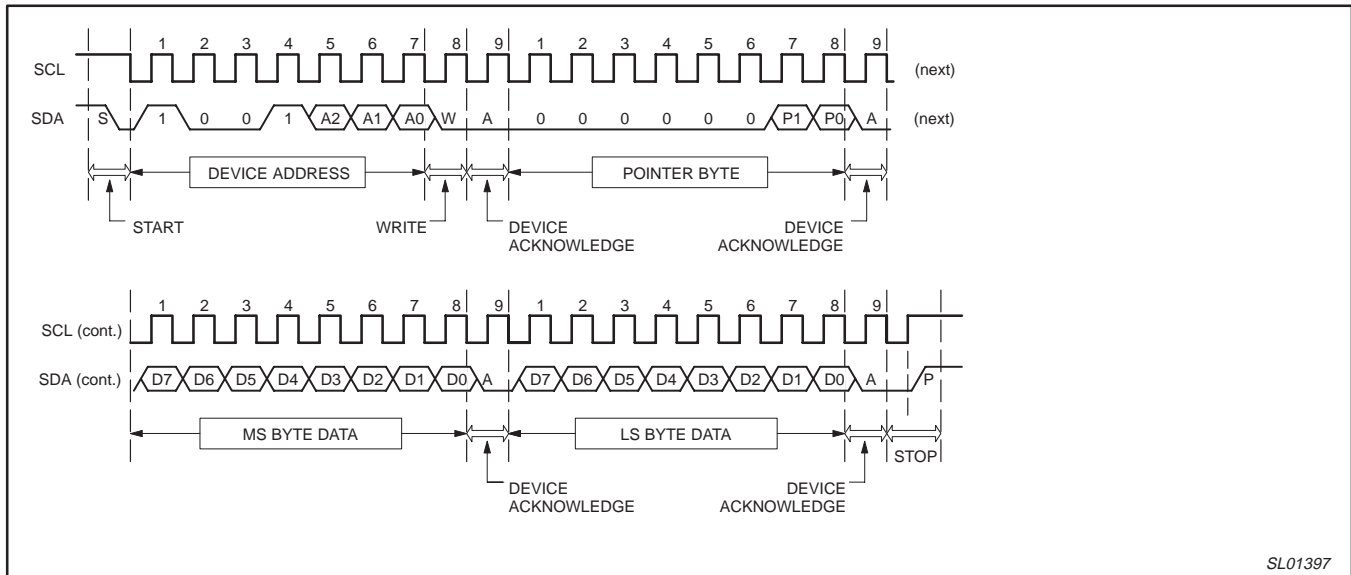 1 2 3 4 5 6 7 8 9 1 2 3 4 5 6 7 8 9
SCL (next)
SDA S 1 0 0 1 A2 A1 A0 W A 0 0 0 0 0 0 P1 P0 A (next)
DEVICE ADDRESS POINTER BYTE
START WRITE DEVICE ACKNOWLEDGE DEVICE ACKNOWLEDGE
1 2 3 4 5 6 7 8 9 1 2 3 4 5 6 7 8 9
SCL (cont.)
SDA (cont.) D7 D6 D5 D4 D3 D2 D1 D0 A D7 D6 D5 D4 D3 D2 D1 D0 A P
MS BYTE DATA LS BYTE DATA
STOP
DEVICE ACKNOWLEDGE DEVICE ACKNOWLEDGE
SL01397